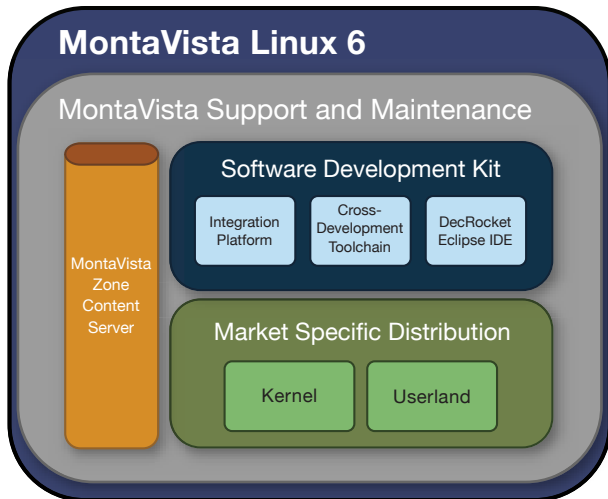 MontaVista Linux 6
MontaVista Support and Maintenance
MontaVista
Zone
Content
Server
Software Development Kit
Integration
Platform
Cross-
Development
Toolchain
DecRocket
Eclipse IDE
Market Specific Distribution
Kernel
Userland